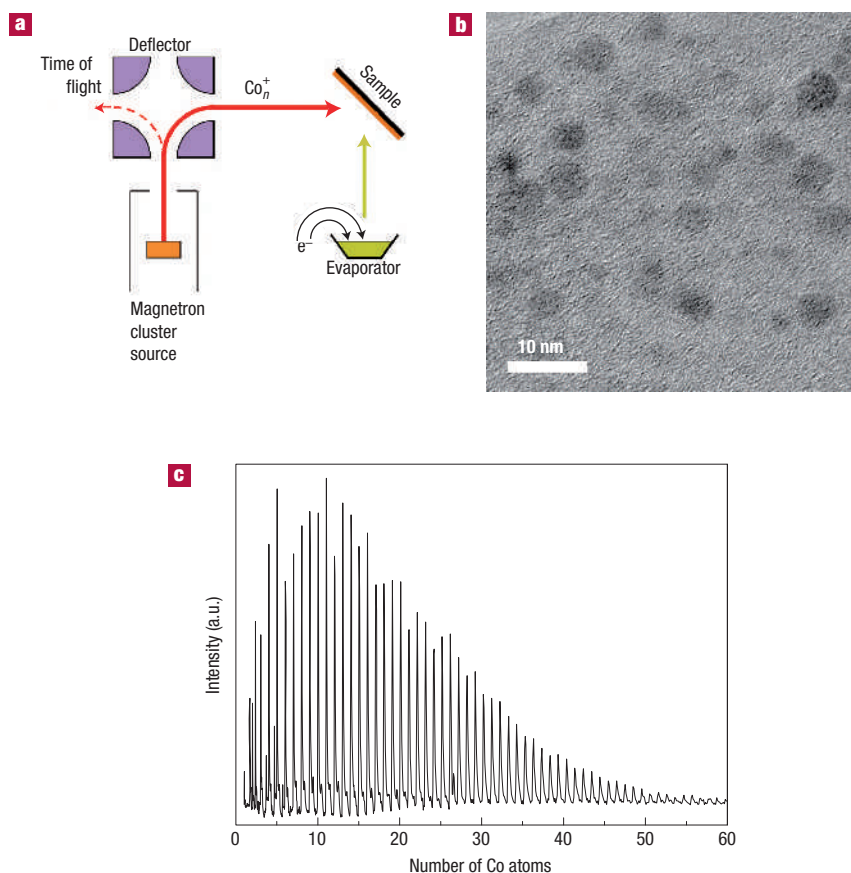 a
Deflector
Time of
flight
Co_n^+
Sample
e–
Evaporator
Magnetron
cluster
source
b
10 nm
c
Intensity (a.u.)
0 10 20 30 40 50 60
Number of Co atoms